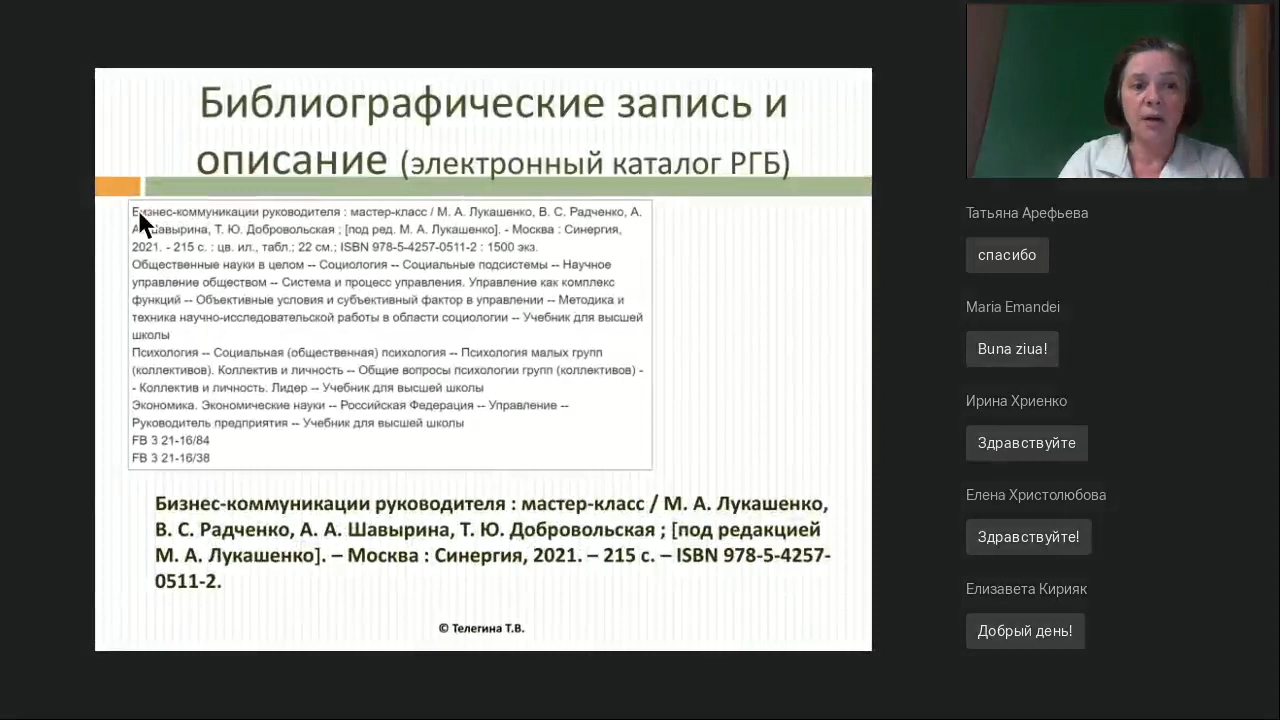 Библиографические запись и
описание (электронный каталог РГБ)
Бизнес-коммуникации руководителя : мастер-класс / М. А. Лукашенко, В. С. Радченко, А.
А. Шавырина, Т. Ю. Добровольская ; [под ред. М. А. Лукашенко]. - Москва : Синергия,
2021. - 215 с. : цв. ил., табл.; 22 см.; ISBN 978-5-4257-0511-2 : 1500 экз.
Общественные науки в целом -- Социология -- Социальные подсистемы -- Научное
управление обществом -- Система и процесс управления. Управление как комплекс
функций -- Объективные условия и субъективный фактор в управлении -- Методика и
техника научно-исследовательской работы в области социологии -- Учебник для высшей
школы
Психология -- Социальная (общественная) психология -- Психология малых групп
(коллективов). Коллектив и личность -- Общие вопросы психологии групп (коллективов) -
- Коллектив и личность. Лидер -- Учебник для высшей школы
Экономика. Экономические науки -- Российская Федерация -- Управление --
Руководитель предприятия -- Учебник для высшей школы
FB 3 21-16/84
FB 3 21-16/38
Бизнес-коммуникации руководителя : мастер-класс / М. А. Лукашенко,
В. С. Радченко, А. А. Шавырина, Т. Ю. Добровольская ; [под редакцией
М. А. Лукашенко]. – Москва : Синергия, 2021. – 215 с. – ISBN 978-5-4257-
0511-2.
© Телегина Т.В.
Татьяна Арефьева
спасибо
Maria Emandei
Buna ziua!
Ирина Хриенко
Здравствуйте
Елена Христолюбова
Здравствуйте!
Елизавета Кирияк
Добрый день!